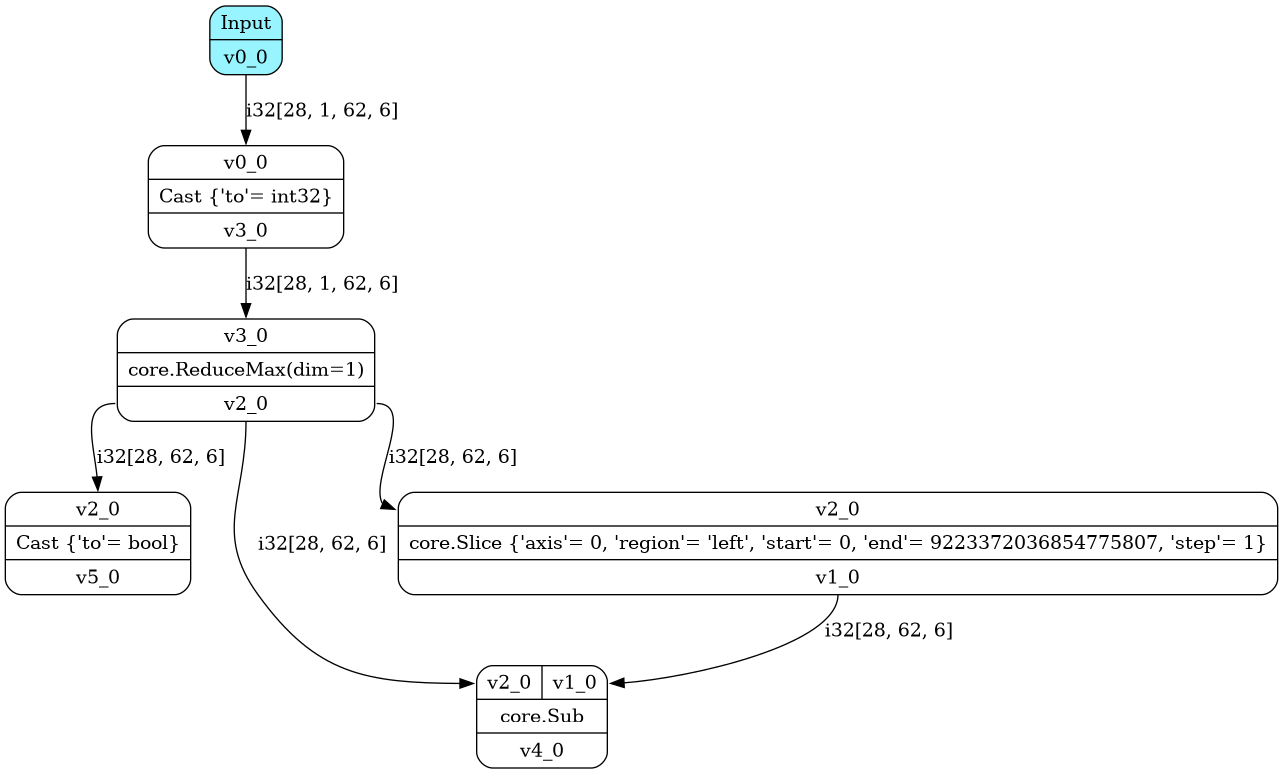 Input
v0_0
i32[28, 1, 62, 6]
v0_0
Cast {'to'= int32}
v3_0
i32[28, 1, 62, 6]
v3_0
core.ReduceMax(dim=1)
v2_0
i32[28, 62, 6]
i32[28, 62, 6]
v2_0
Cast {'to'= bool}
v5_0
i32[28, 62, 6]
v2_0
core.Slice {'axis'= 0, 'region'= 'left', 'start'= 0, 'end'= 9223372036854775807, 'step'= 1}
v1_0
i32[28, 62, 6]
v2_0 v1_0
core.Sub
v4_0